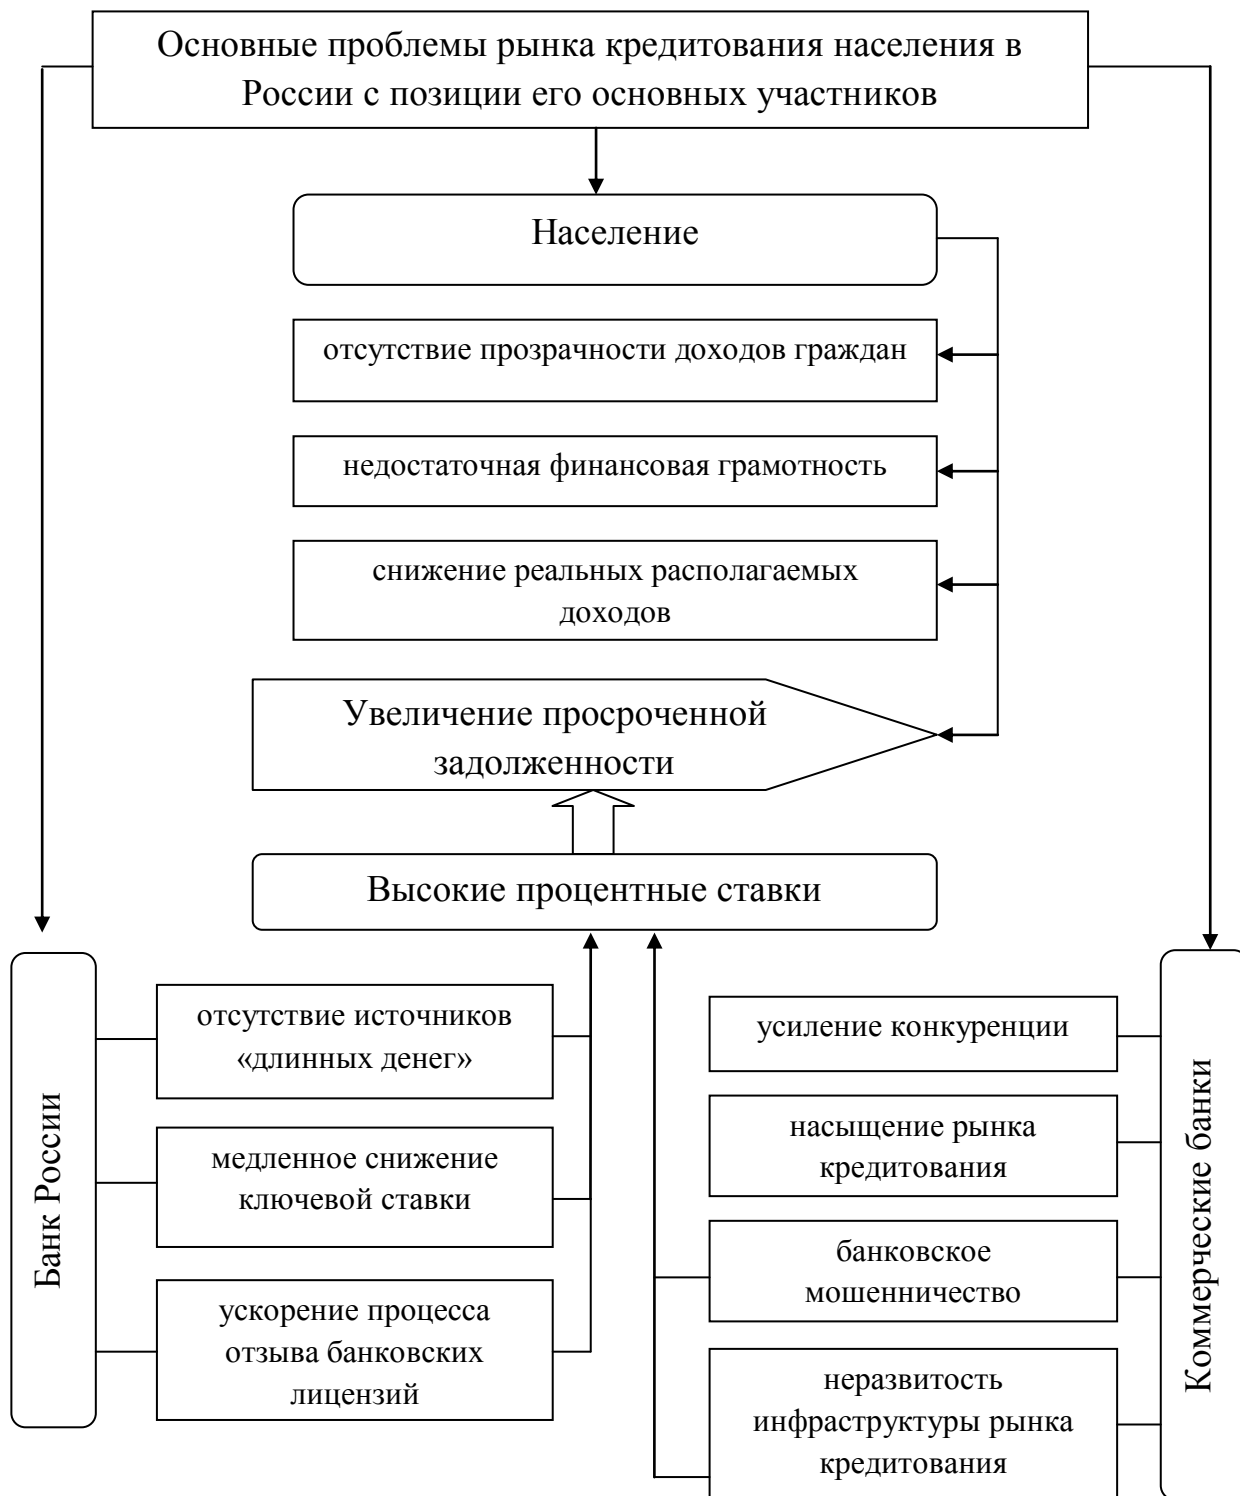 Основные проблемы рынка кредитования населения в
России с позиции его основных участников
Население
отсутствие прозрачности доходов граждан
недостаточная финансовая грамотность
снижение реальных располагаемых
доходов
Увеличение просроченной
задолженности
Высокие процентные ставки
Банк России
отсутствие источников
«длинных денег»
медленное снижение
ключевой ставки
ускорение процесса
отзыва банковских
лицензий
усиление конкуренции
насыщение рынка
кредитования
банковское
мошенничество
неразвитость
инфраструктуры рынка
кредитования
Коммерческие банки